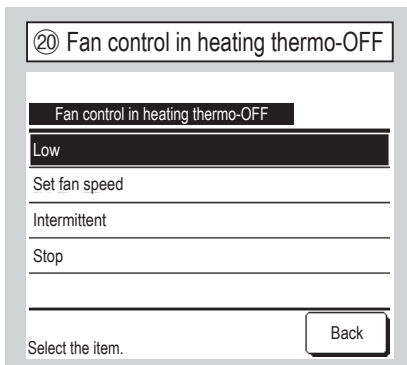 ⑳ Fan control in heating thermo-OFF
Fan control in heating thermo-OFF
Low
Set fan speed
Intermittent
Stop
Select the item.
Back